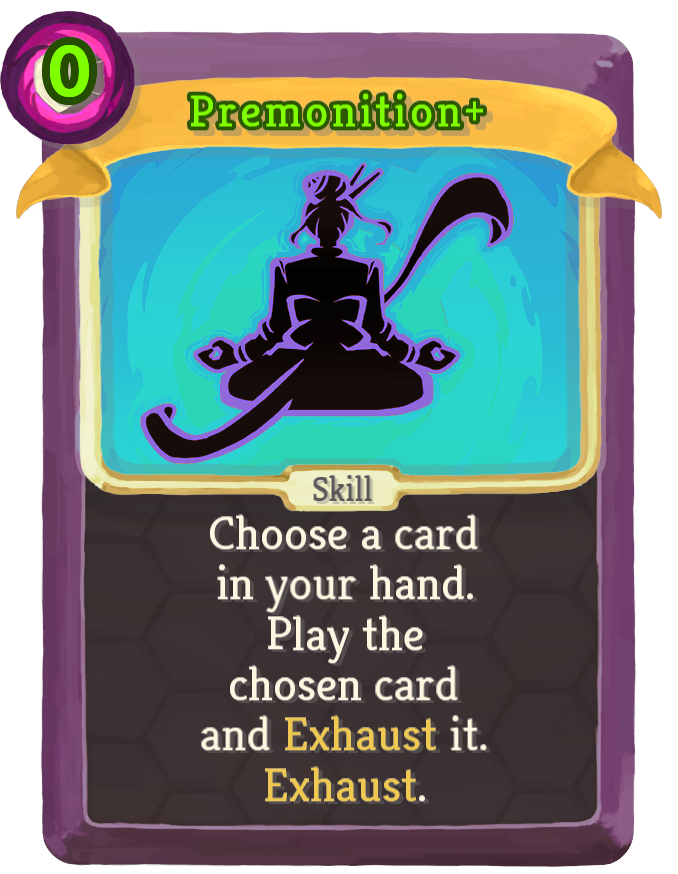 0
Premonition+
Skill
Choose a card
in your hand.
Play the
chosen card
and Exhaust it.
Exhaust.